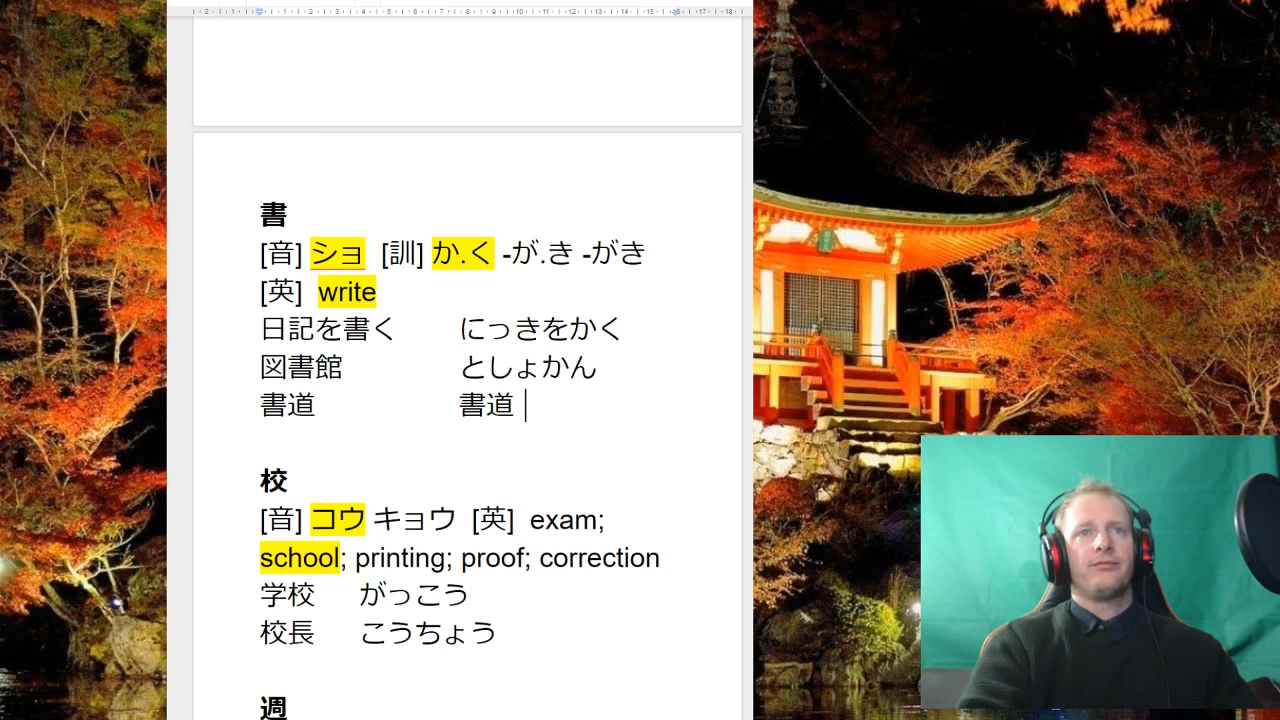 書
[音] ショ [訓] か.く -が.き -がき
[英] write
日記を書く にっきをかく
図書館 としょかん
書道 書道
校
[音] コウ キョウ [英] exam;
school; printing; proof; correction
学校 がっこう
校長 こうちょう
週